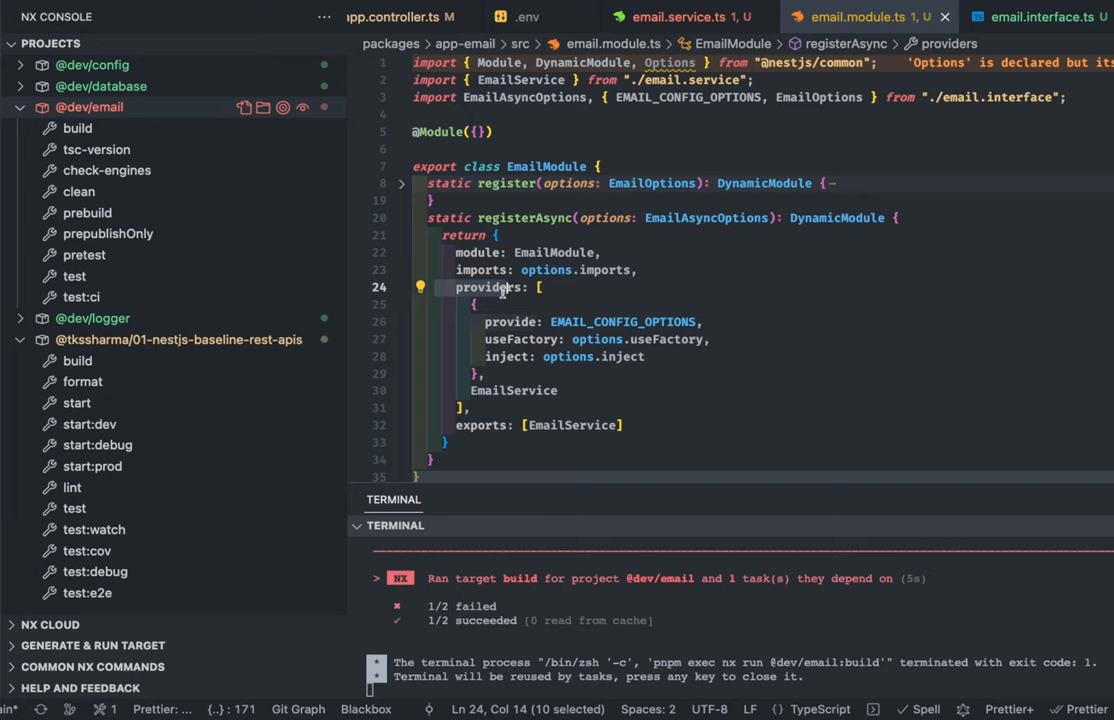 NX CONSOLE
PROJECTS
@dev/config
@dev/database
@dev/email
build
tsc-version
check-engines
clean
prebuild
prepublishOnly
pretest
test
test:ci
@dev/logger
@tkssharma/01-nestjs-baseline-rest-apis
build
format
start
start:dev
start:debug
start:prod
lint
test
test:watch
test:cov
test:debug
test:e2e
NX CLOUD
GENERATE & RUN TARGET
COMMON NX COMMANDS
HELP AND FEEDBACK
app.controller.ts M
.env
email.service.ts 1, U
email.module.ts 1, U
email.interface.ts
packages > app-email > src > email.module.ts > EmailModule > registerAsync > providers
1 import { Module, DynamicModule, Options } from "@nestjs/common"; 'Options' is declared but its
2 import { EmailService } from "./email.service";
3 import EmailAsyncOptions, { EMAIL_CONFIG_OPTIONS, EmailOptions } from "./email.interface";
4
5 @Module({})
6
7 export class EmailModule {
8 static register(options: EmailOptions): DynamicModule { ⋯
19 }
20 static registerAsync(options: EmailAsyncOptions): DynamicModule {
21 return {
22 module: EmailModule,
23 imports: options.imports,
24 providers: [
25 {
26 provide: EMAIL_CONFIG_OPTIONS,
27 useFactory: options.useFactory,
28 inject: options.inject
29 },
30 EmailService
31 ],
32 exports: [EmailService]
33 }
34 }
35 }
TERMINAL
TERMINAL
> NX Ran target build for project @dev/email and 1 task(s) they depend on (5s)
✖ 1/2 failed
✔ 1/2 succeeded [0 read from cache]
* The terminal process "/bin/zsh '-c', 'pnpm exec nx run @dev/email:build'" terminated with exit code: 1.
* Terminal will be reused by tasks, press any key to close it.
1 Prettier: ... {..} : 171 Git Graph Blackbox Ln 24, Col 14 (10 selected) Spaces: 2 UTF-8 LF {} TypeScript Spell Prettier+ Prettier